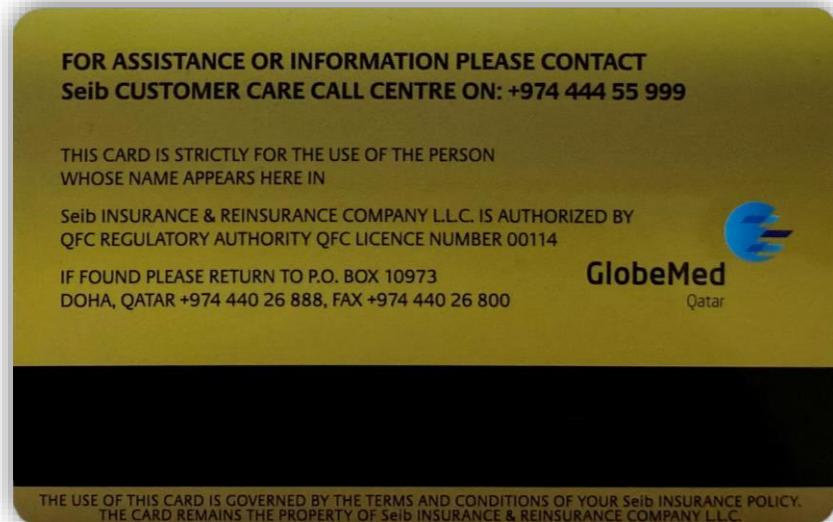 FOR ASSISTANCE OR INFORMATION PLEASE CONTACT
Seib CUSTOMER CARE CALL CENTRE ON: +974 444 55 999
THIS CARD IS STRICTLY FOR THE USE OF THE PERSON
WHOSE NAME APPEARS HERE IN
Seib INSURANCE & REINSURANCE COMPANY L.L.C. IS AUTHORIZED BY
QFC REGULATORY AUTHORITY QFC LICENCE NUMBER 00114
IF FOUND PLEASE RETURN TO P.O. BOX 10973
DOHA, QATAR +974 440 26 888, FAX +974 440 26 800
GlobeMed
Qatar
THE USE OF THIS CARD IS GOVERNED BY THE TERMS AND CONDITIONS OF YOUR Seib INSURANCE POLICY.
THE CARD REMAINS THE PROPERTY OF Seib INSURANCE & REINSURANCE COMPANY L.L.C.